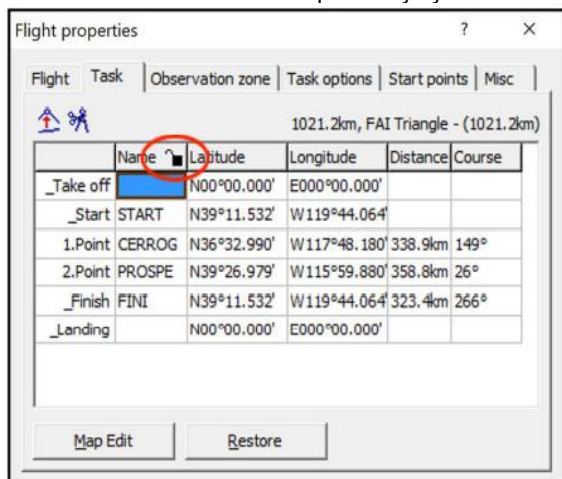 Flight properties ? ×
Flight Task Observation zone Task options Start points Misc
1021.2km, FAI Triangle - (1021.2km)
Name Latitude Longitude Distance Course
_Take off N00°00.000' E000°00.000'
_Start START N39°11.532' W119°44.064'
1.Point CERROG N36°32.990' W117°48.180' 338.9km 149°
2.Point PROSPE N39°26.979' W115°59.880' 358.8km 26°
_Finish FINI N39°11.532' W119°44.064' 323.4km 266°
_Landing N00°00.000' E000°00.000'
Map Edit Restore